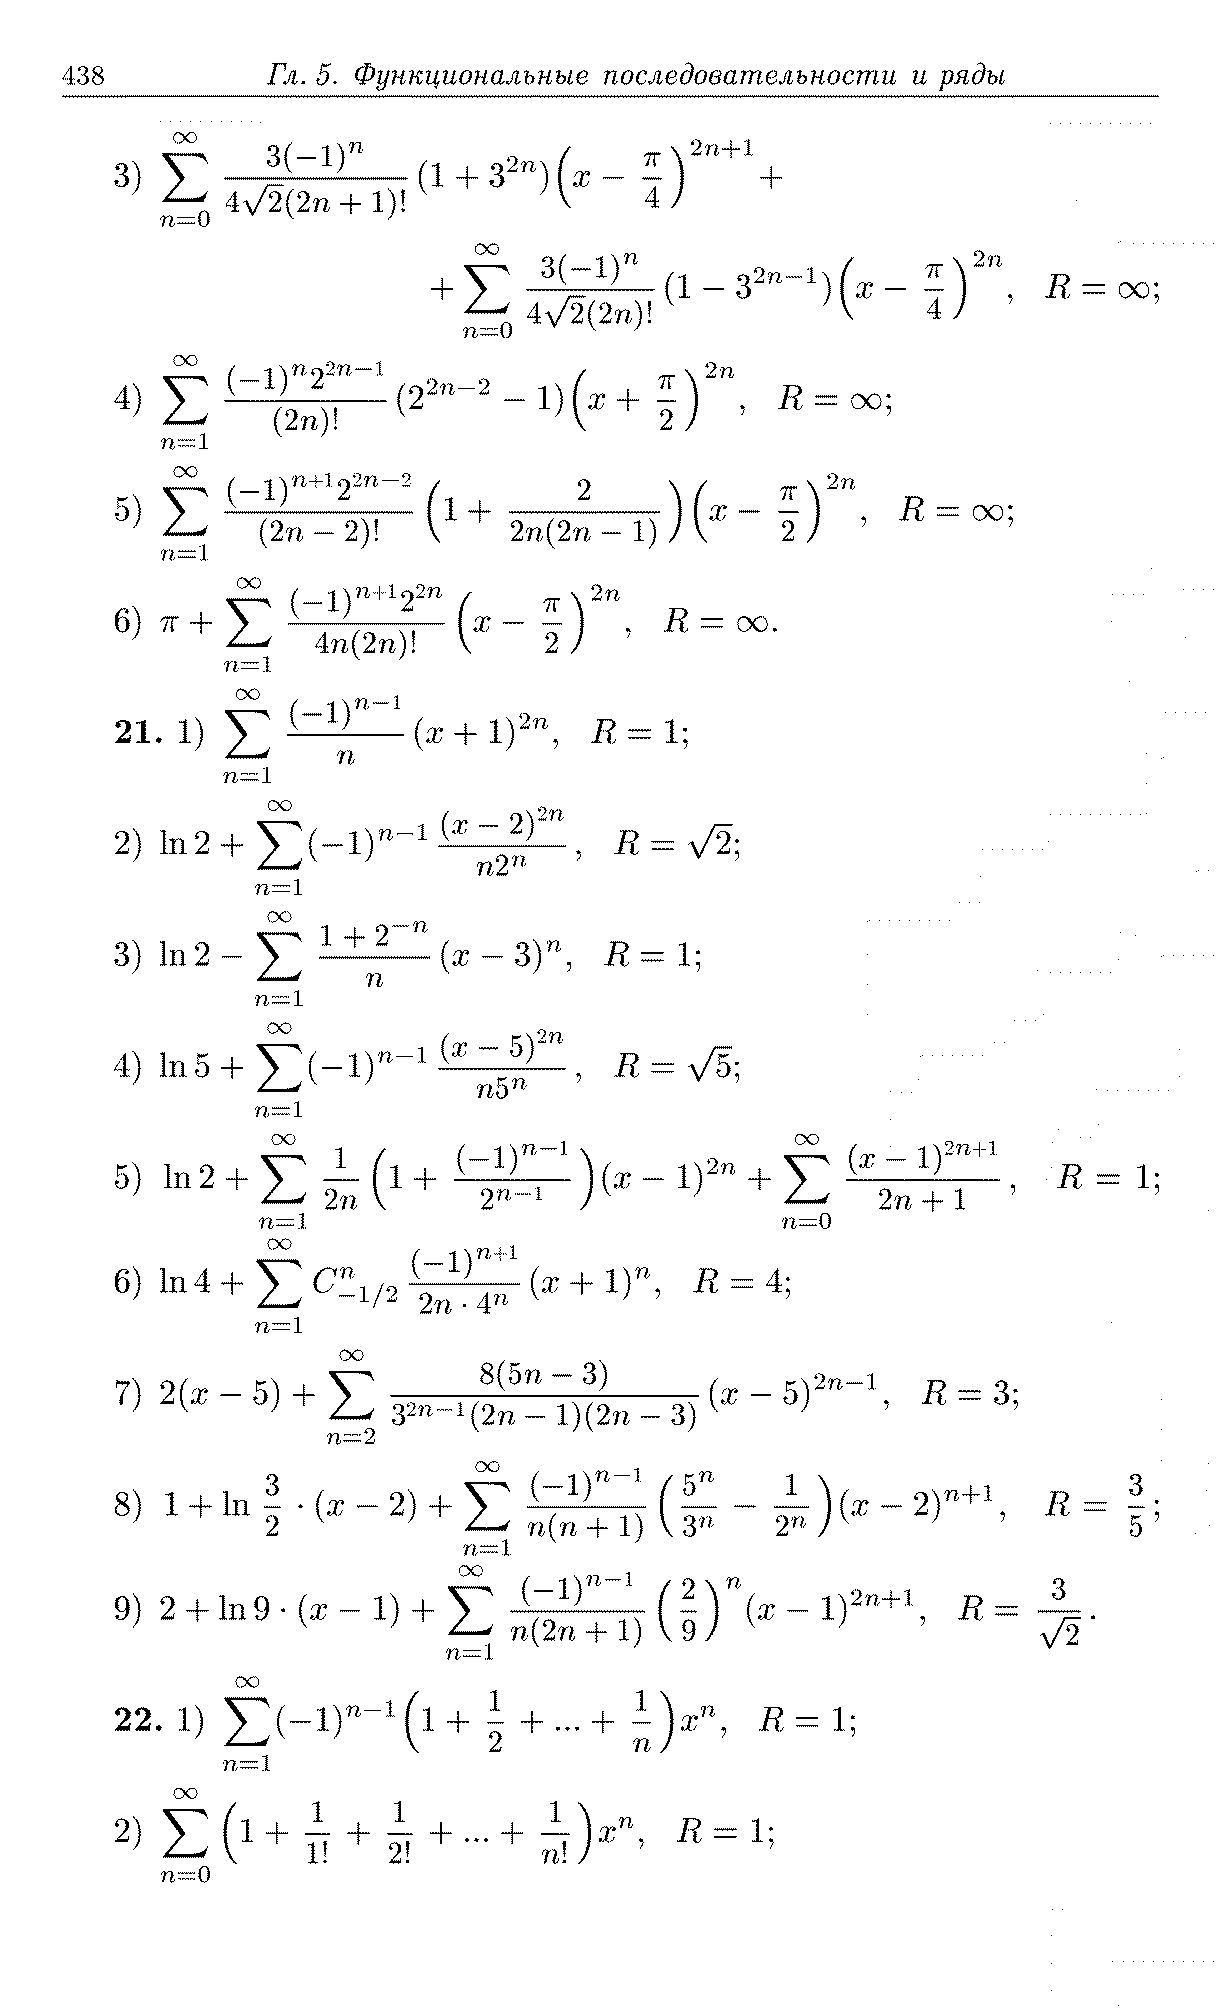 438 Гл. 5. Функциональные последовательности и ряды
3) $\sum_{n=0}^{\infty} \frac{3(-1)^n}{4\sqrt{2}(2n+1)!}(1+3^{2n})\left(x-\frac{\pi}{4}\right)^{2n+1}+$
$+\sum_{n=0}^{\infty} \frac{3(-1)^n}{4\sqrt{2}(2n)!}(1-3^{2n-1})\left(x-\frac{\pi}{4}\right)^{2n}, \quad R=\infty;$
4) $\sum_{n=1}^{\infty} \frac{(-1)^n 2^{2n-1}}{(2n)!}(2^{2n-2}-1)\left(x+\frac{\pi}{2}\right)^{2n}, \quad R=\infty;$
5) $\sum_{n=1}^{\infty} \frac{(-1)^{n+1} 2^{2n-2}}{(2n-2)!}\left(1+\frac{2}{2n(2n-1)}\right)\left(x-\frac{\pi}{2}\right)^{2n}, \quad R=\infty;$
6) $\pi+\sum_{n=1}^{\infty} \frac{(-1)^{n+1} 2^{2n}}{4n(2n)!}\left(x-\frac{\pi}{2}\right)^{2n}, \quad R=\infty.$
21. 1) $\sum_{n=1}^{\infty} \frac{(-1)^{n-1}}{n}(x+1)^{2n}, \quad R=1;$
2) $\ln 2+\sum_{n=1}^{\infty}(-1)^{n-1}\frac{(x-2)^{2n}}{n2^n}, \quad R=\sqrt{2};$
3) $\ln 2-\sum_{n=1}^{\infty} \frac{1+2^{-n}}{n}(x-3)^n, \quad R=1;$
4) $\ln 5+\sum_{n=1}^{\infty}(-1)^{n-1}\frac{(x-5)^{2n}}{n5^n}, \quad R=\sqrt{5};$
5) $\ln 2+\sum_{n=1}^{\infty} \frac{1}{2n}\left(1+\frac{(-1)^{n-1}}{2^{n-1}}\right)(x-1)^{2n}+\sum_{n=0}^{\infty} \frac{(x-1)^{2n+1}}{2n+1}, \quad R=1;$
6) $\ln 4+\sum_{n=1}^{\infty} C_{-1/2}^{n}\frac{(-1)^{n+1}}{2n\cdot 4^n}(x+1)^n, \quad R=4;$
7) $2(x-5)+\sum_{n=2}^{\infty} \frac{8(5n-3)}{3^{2n-1}(2n-1)(2n-3)}(x-5)^{2n-1}, \quad R=3;$
8) $1+\ln\frac{3}{2}\cdot(x-2)+\sum_{n=1}^{\infty} \frac{(-1)^{n-1}}{n(n+1)}\left(\frac{5^n}{3^n}-\frac{1}{2^n}\right)(x-2)^{n+1}, \quad R=\frac{3}{5};$
9) $2+\ln 9\cdot(x-1)+\sum_{n=1}^{\infty} \frac{(-1)^{n-1}}{n(2n+1)}\left(\frac{2}{9}\right)^n(x-1)^{2n+1}, \quad R=\frac{3}{\sqrt{2}}.$
22. 1) $\sum_{n=1}^{\infty}(-1)^{n-1}\left(1+\frac{1}{2}+...+\frac{1}{n}\right)x^n, \quad R=1;$
2) $\sum_{n=0}^{\infty}\left(1+\frac{1}{1!}+\frac{1}{2!}+...+\frac{1}{n!}\right)x^n, \quad R=1;$